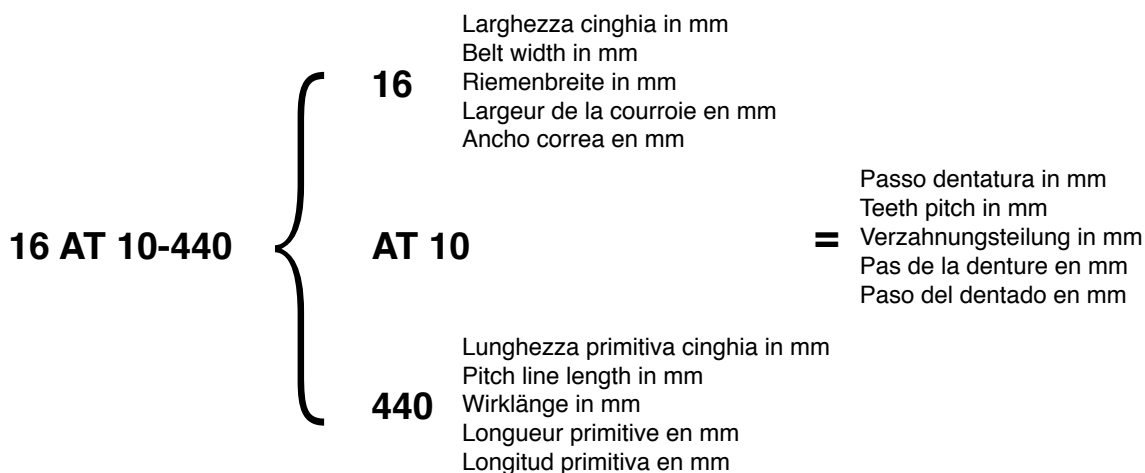 16 AT 10-440
16
Larghezza cinghia in mm
Belt width in mm
Riemenbreite in mm
Largeur de la courroie en mm
Ancho correa en mm
AT 10
=
Passo dentatura in mm
Teeth pitch in mm
Verzahnungsteilung in mm
Pas de la denture en mm
Paso del dentado en mm
440
Lunghezza primitiva cinghia in mm
Pitch line length in mm
Wirklänge in mm
Longueur primitive en mm
Longitud primitiva en mm